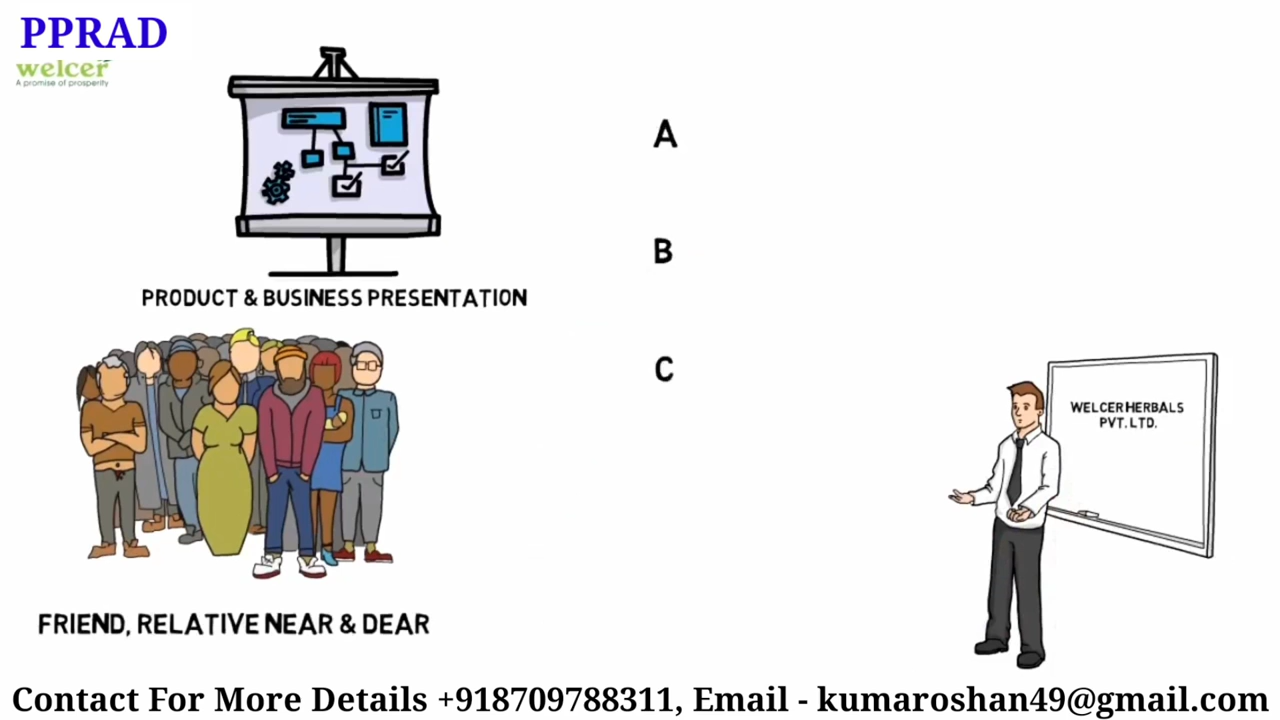 PPRAD
welcer
A promise of prosperity
A
B
PRODUCT & BUSINESS PRESENTATION
C
WELCER HERBALS
PVT. LTD.
FRIEND, RELATIVE NEAR & DEAR
Contact For More Details +918709788311, Email - kumaroshan49@gmail.com